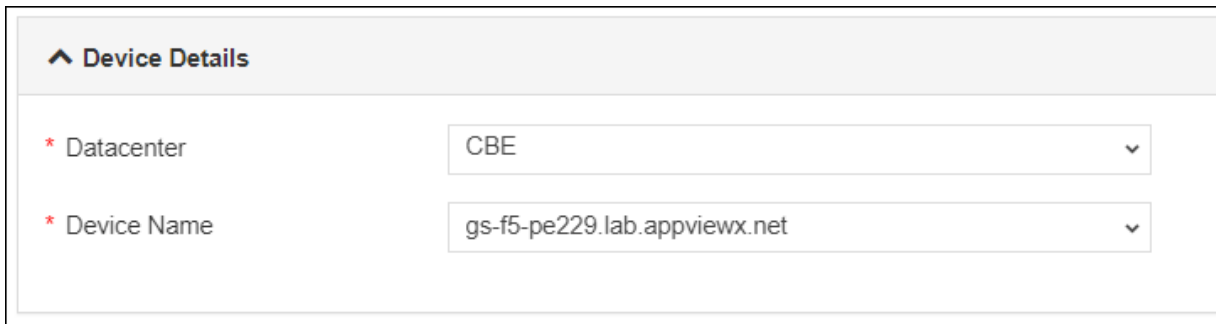 Device Details
* Datacenter CBE
* Device Name gs-f5-pe229.lab.appviewx.net